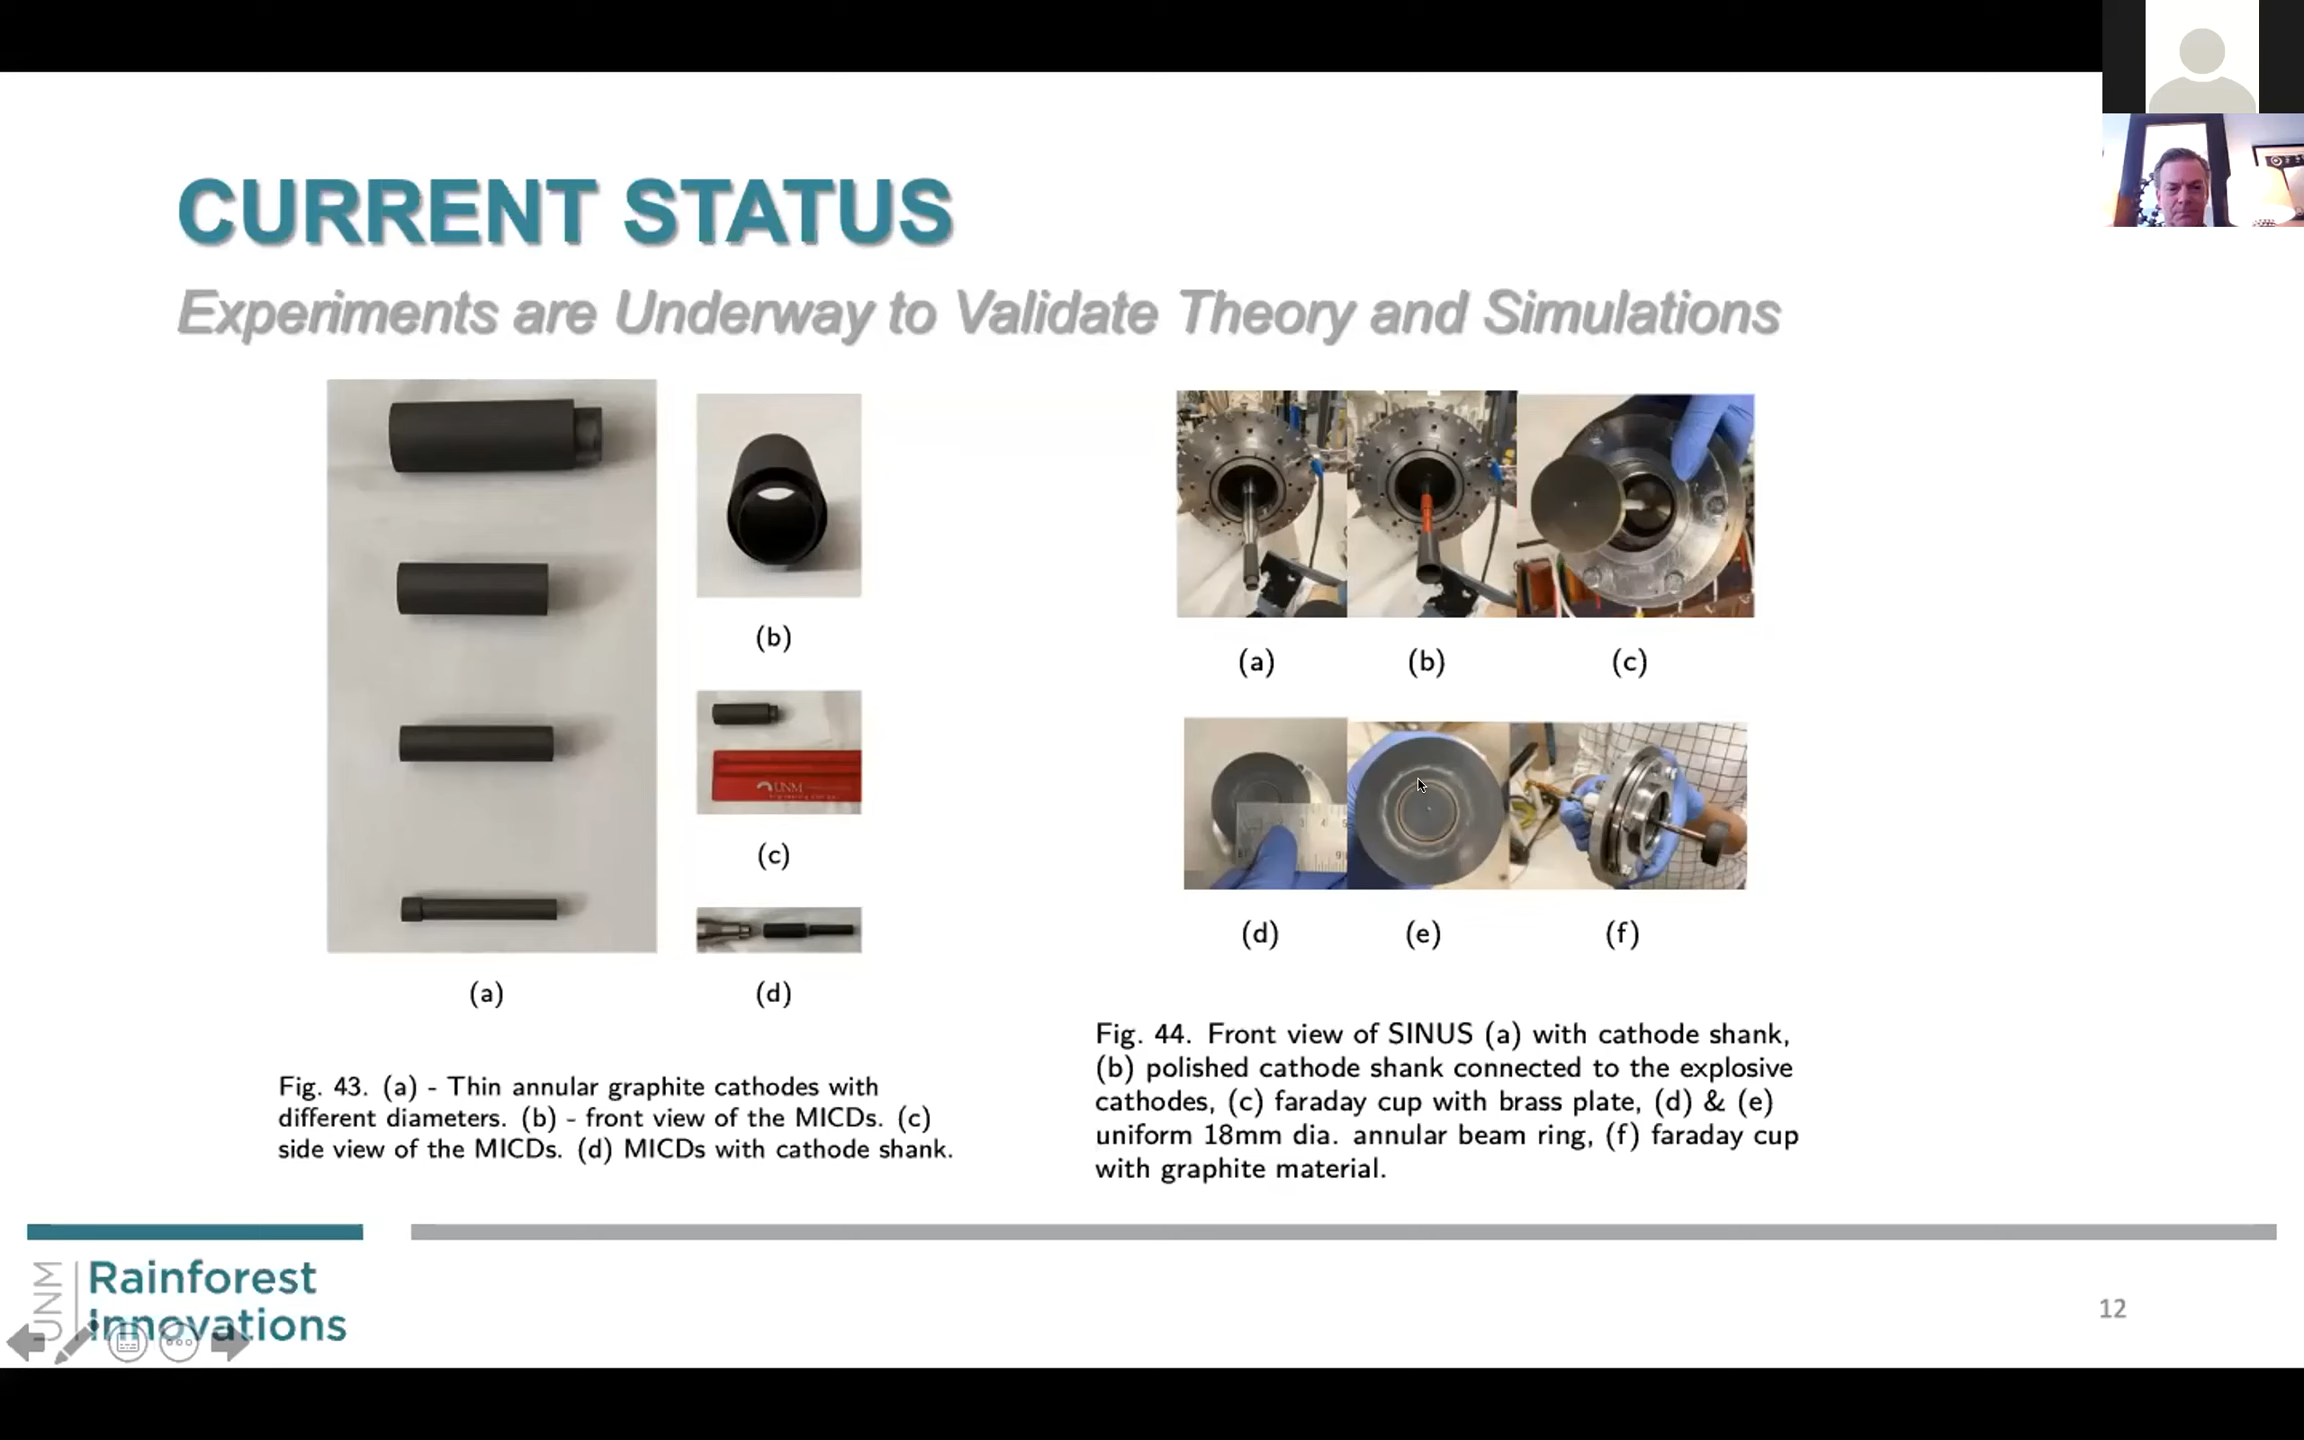 CURRENT STATUS
Experiments are Underway to Validate Theory and Simulations
(a)
(b)
(c)
UNM
(d)
Fig. 43. (a) - Thin annular graphite cathodes with
different diameters. (b) - front view of the MICDs. (c)
side view of the MICDs. (d) MICDs with cathode shank.
(a) (b) (c)
(d) (e) (f)
Fig. 44. Front view of SINUS (a) with cathode shank,
(b) polished cathode shank connected to the explosive
cathodes, (c) faraday cup with brass plate, (d) & (e)
uniform 18mm dia. annular beam ring, (f) faraday cup
with graphite material.
UNM
Rainforest
Innovations
12